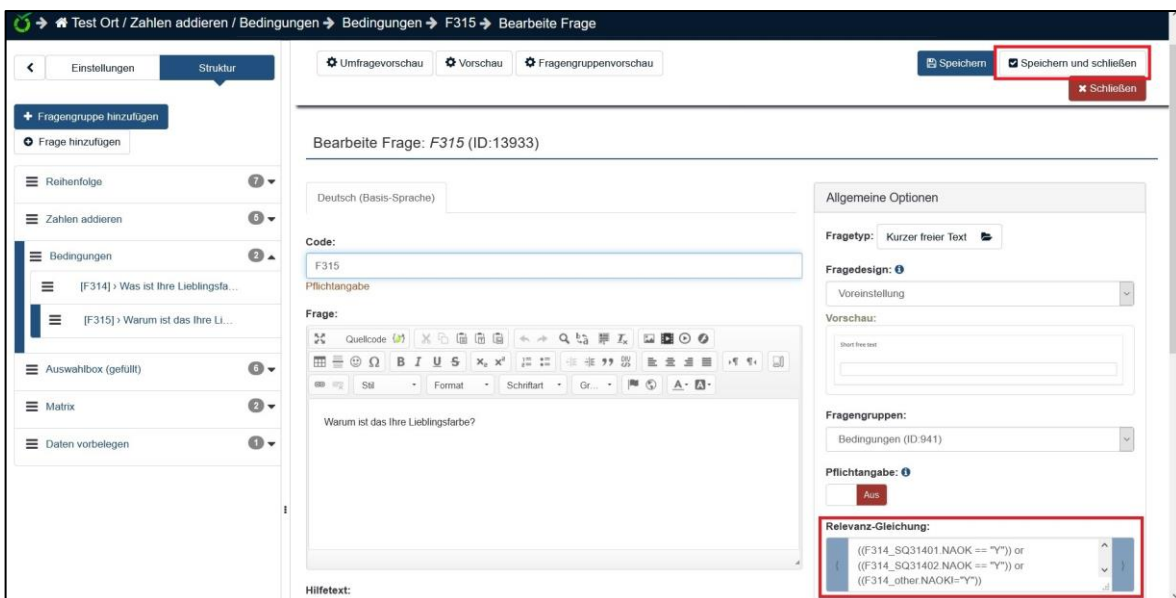 Test Ort / Zahlen addieren / Bedingungen Bedingungen F315 Bearbeite Frage
Einstellungen Struktur
Umfragevorschau Vorschau Fragengruppenvorschau
Speichern Speichern und schließen
Schließen
+ Fragengruppe hinzufügen
Frage hinzufügen
Reihenfolge 7
Zahlen addieren 5
Bedingungen 2
[F314] › Was ist Ihre Lieblingsfa...
[F315] › Warum ist das Ihre Li...
Auswahlbox (gefüllt) 6
Matrix 2
Daten vorbelegen 1
Bearbeite Frage: F315 (ID:13933)
Deutsch (Basis-Sprache)
Code:
F315
Pflichtangabe
Frage:
Quellcode
B I U S x₂ x²
Stil Format Schriftart Gr... A A
Warum ist das Ihre Lieblingsfarbe?
Hilfetext:
Allgemeine Optionen
Fragetyp: Kurzer freier Text
Fragedesign:
Voreinstellung
Vorschau:
Short free text
Fragengruppen:
Bedingungen (ID:941)
Pflichtangabe:
Aus
Relevanz-Gleichung:
{ ((F314_SQ31401.NAOK == "Y")) or
((F314_SQ31402.NAOK == "Y")) or
((F314_other.NAOK!="Y")) }